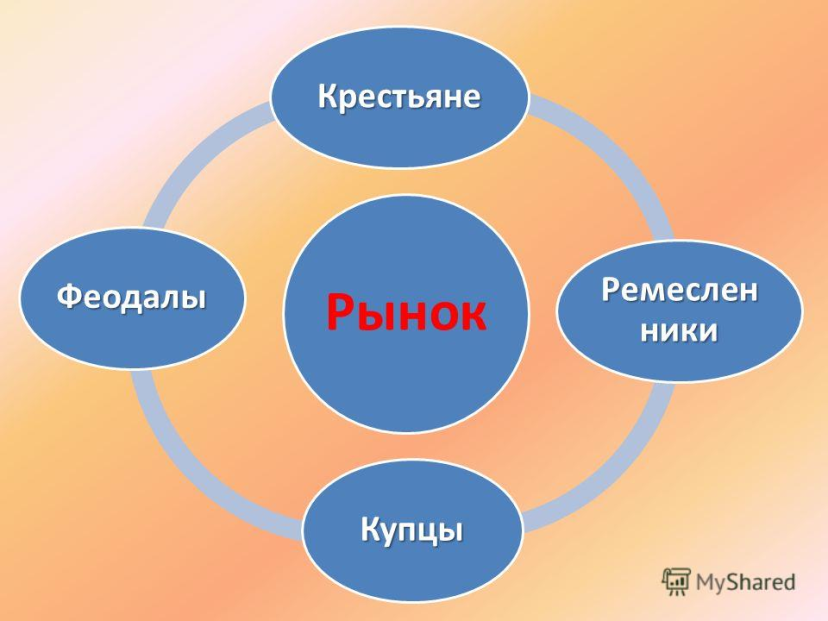 Крестьяне
Феодалы
Рынок
Ремеслен
ники
Купцы
MyShared